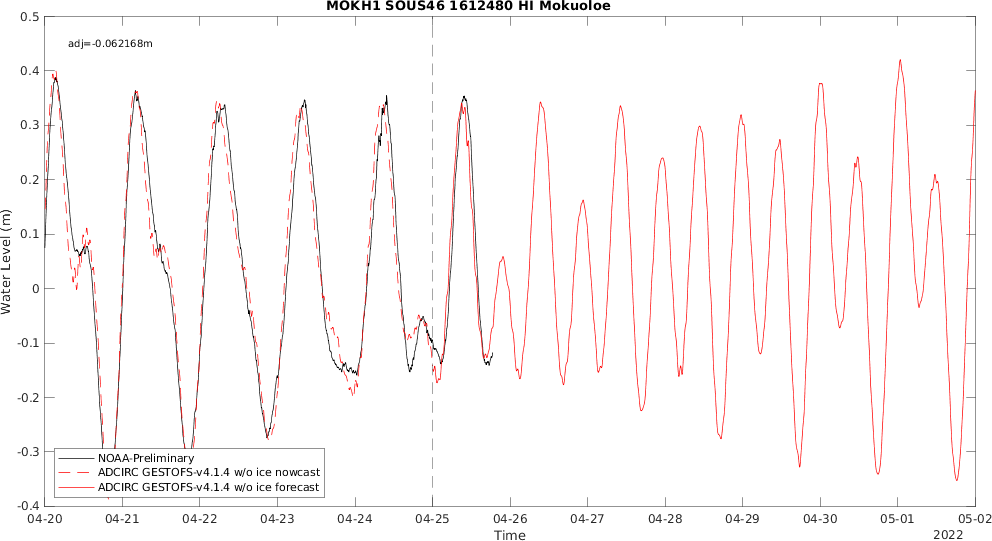 MOKH1 SOUS46 1612480 HI Mokuoloe
adj=-0.062168m
Water Level (m)
0.5
0.4
0.3
0.2
0.1
0
-0.1
-0.2
-0.3
-0.4
NOAA-Preliminary
ADCIRC GESTOFS-v4.1.4 w/o ice nowcast
ADCIRC GESTOFS-v4.1.4 w/o ice forecast
04-20 04-21 04-22 04-23 04-24 04-25 04-26 04-27 04-28 04-29 04-30 05-01 05-02
Time
2022